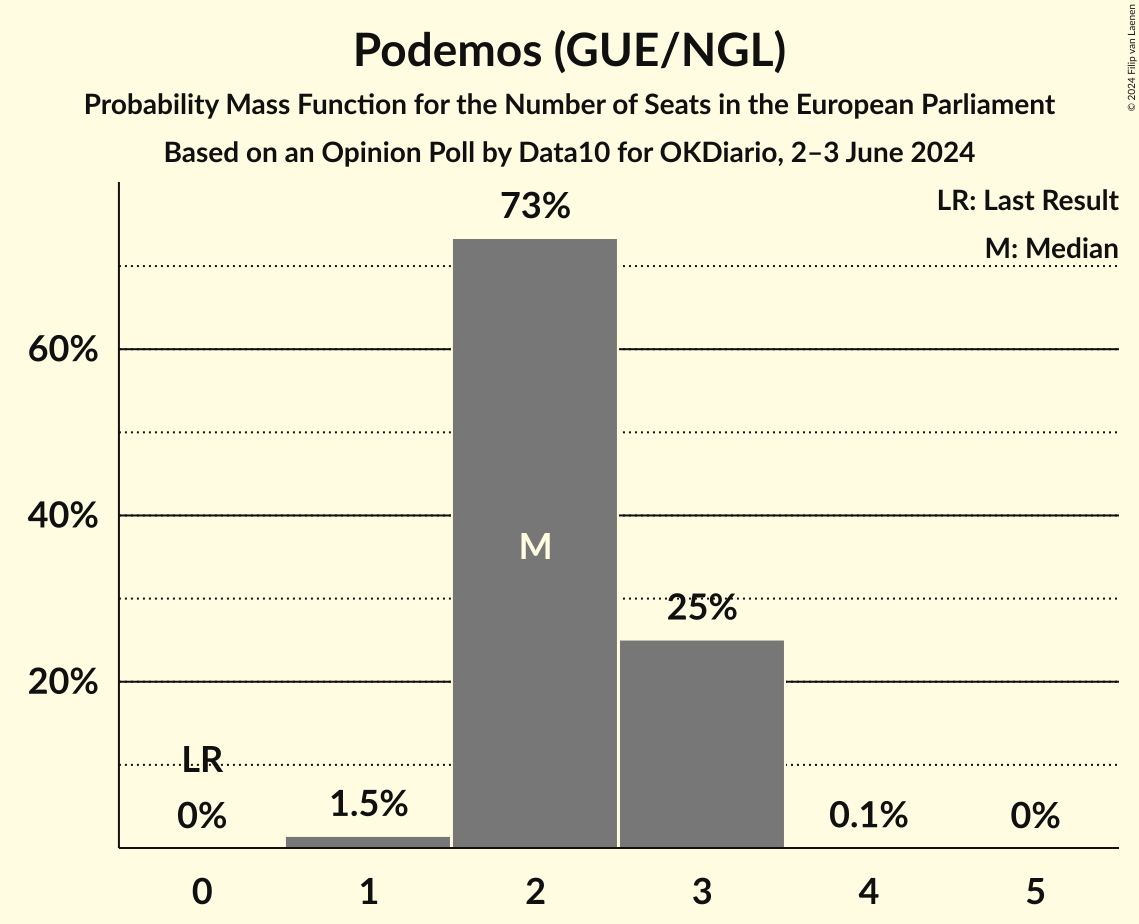 Podemos (GUE/NGL)
Probability Mass Function for the Number of Seats in the European Parliament
Based on an Opinion Poll by Data10 for OKDiario, 2–3 June 2024
© 2024 Filip van Laenen
LR: Last Result
M: Median
73%
60%
40%
M
25%
20%
LR
0%
1.5%
0.1%
0%
0 1 2 3 4 5